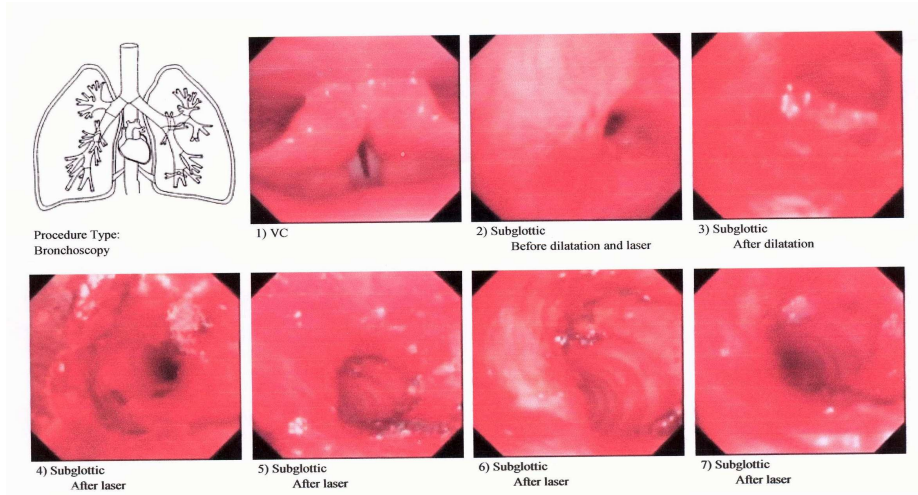 Procedure Type:
Bronchoscopy
1) VC
2) Subglottic
Before dilatation and laser
3) Subglottic
After dilatation
4) Subglottic
After laser
5) Subglottic
After laser
6) Subglottic
After laser
7) Subglottic
After laser